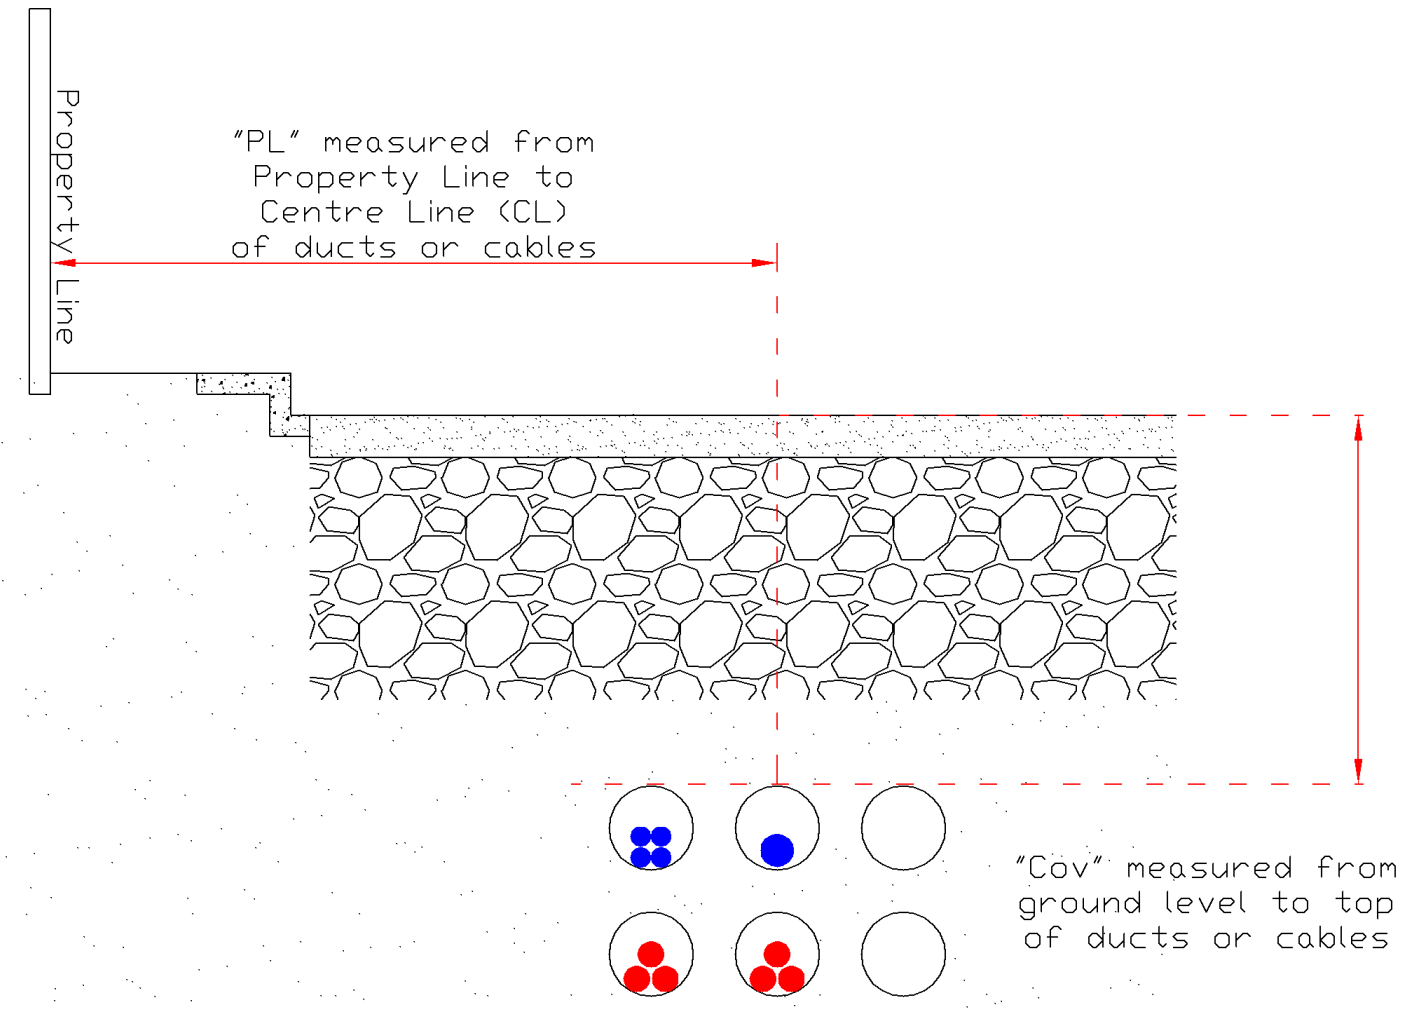 Property Line
"PL" measured from
Property Line to
Centre Line (CL)
of ducts or cables
"Cov" measured from
ground level to top
of ducts or cables